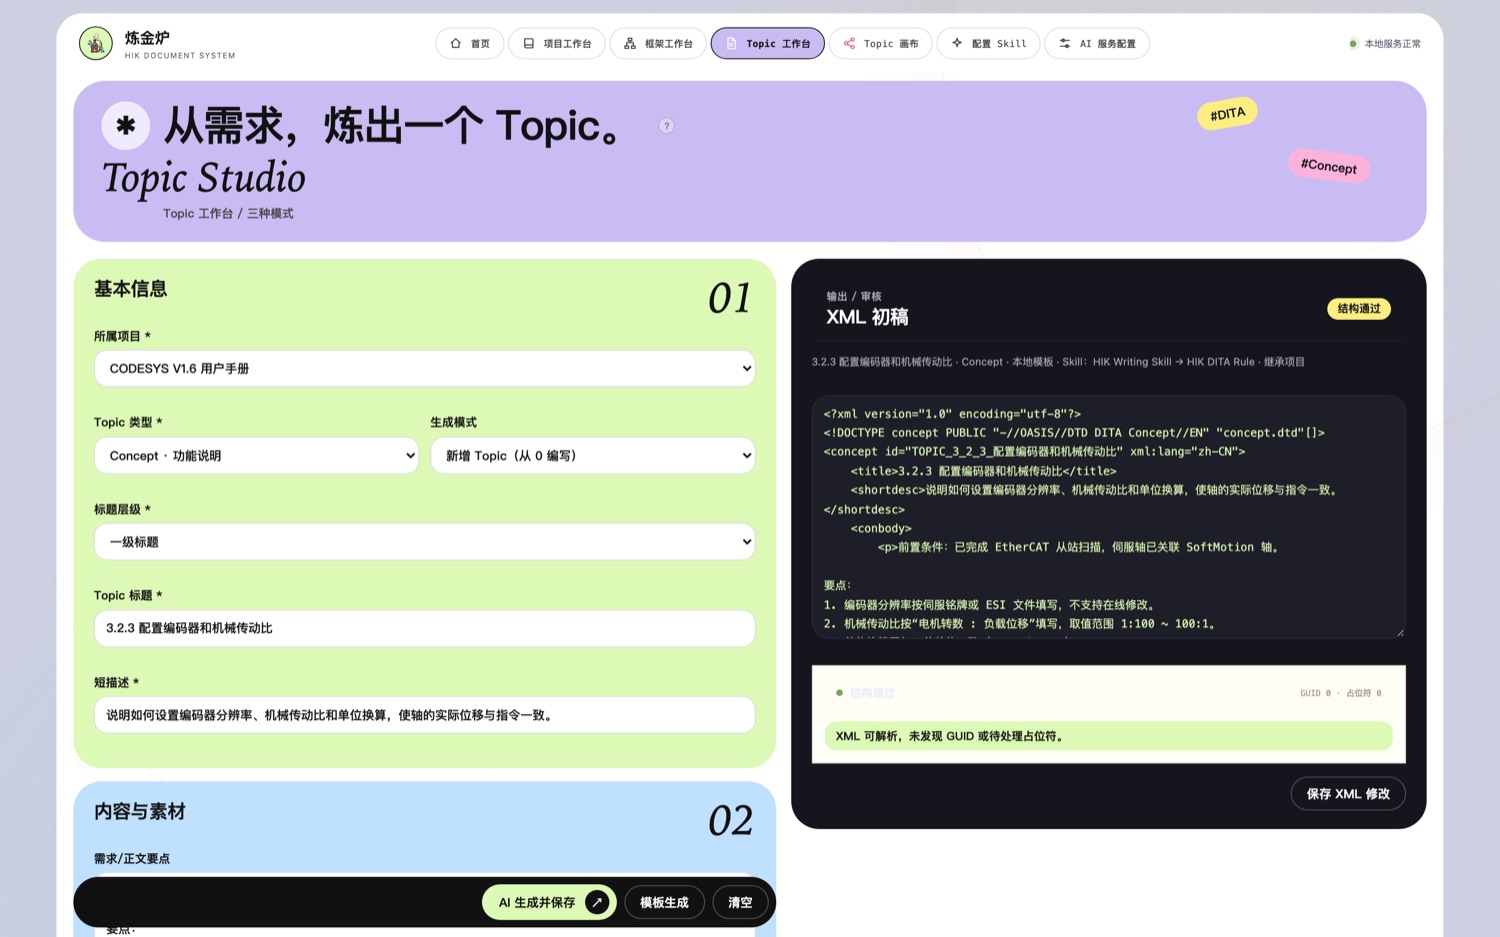 炼金炉
HIK DOCUMENT SYSTEM
首页
项目工作台
框架工作台
Topic 工作台
Topic 画布
配置 Skill
AI 服务配置
本地服务正常
从需求，炼出一个 Topic。
?
Topic Studio
Topic 工作台 / 三种模式
#DITA
#Concept
基本信息
01
所属项目 *
CODESYS V1.6 用户手册
Topic 类型 *
生成模式
Concept · 功能说明
新增 Topic（从 0 编写）
标题层级 *
一级标题
Topic 标题 *
3.2.3 配置编码器和机械传动比
短描述 *
说明如何设置编码器分辨率、机械传动比和单位换算，使轴的实际位移与指令一致。
内容与素材
02
需求/正文要点
要点：
AI 生成并保存
模板生成
清空
输出 / 审核
XML 初稿
结构通过
3.2.3 配置编码器和机械传动比 · Concept · 本地模板 · Skill：HIK Writing Skill → HIK DITA Rule · 继承项目
<?xml version="1.0" encoding="utf-8"?>
<!DOCTYPE concept PUBLIC "-//OASIS//DTD DITA Concept//EN" "concept.dtd"[]>
<concept id="TOPIC_3_2_3_配置编码器和机械传动比" xml:lang="zh-CN">
<title>3.2.3 配置编码器和机械传动比</title>
<shortdesc>说明如何设置编码器分辨率、机械传动比和单位换算，使轴的实际位移与指令一致。
</shortdesc>
<conbody>
<p>前置条件：已完成 EtherCAT 从站扫描，伺服轴已关联 SoftMotion 轴。
要点：
1. 编码器分辨率按伺服铭牌或 ESI 文件填写，不支持在线修改。
2. 机械传动比按“电机转数 : 负载位移”填写，取值范围 1:100 ~ 100:1。
结构通过
GUID 0 · 占位符 0
XML 可解析，未发现 GUID 或待处理占位符。
保存 XML 修改